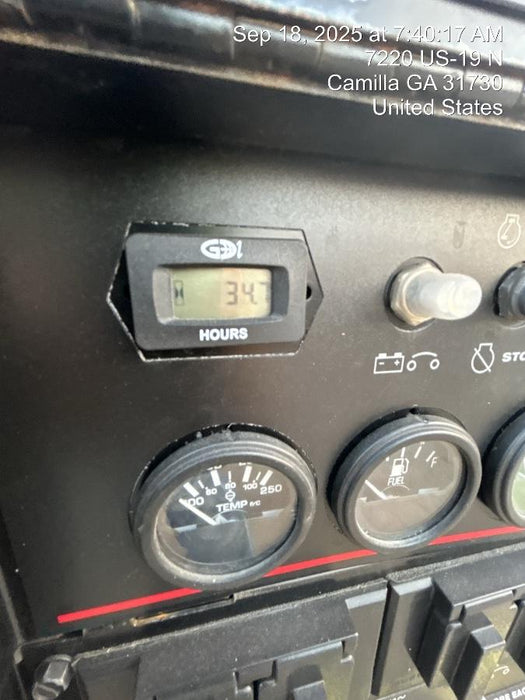 Sep 18, 2025 at 7:40:17 AM
7220 US-19 N
Camilla GA 31730
United States
34.7
HOURS
100 60 80 100 250
TEMP
F
FUEL